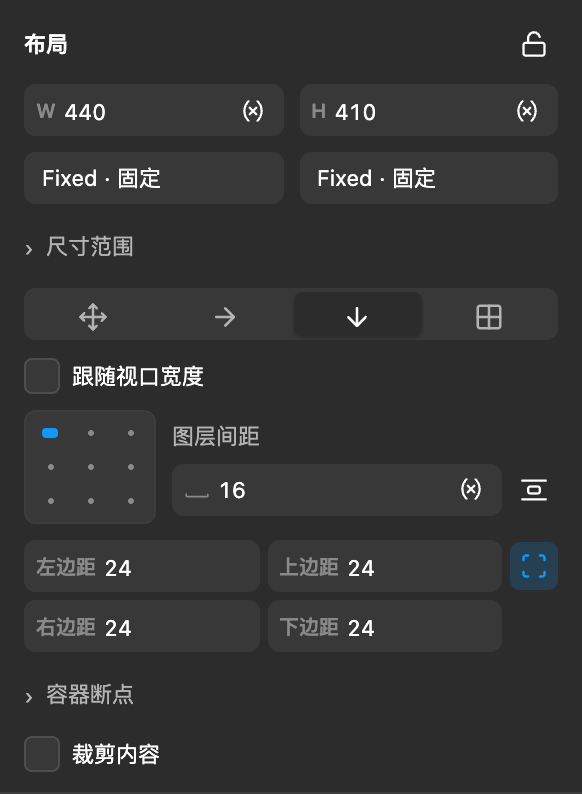 布局
W 440 (×) H 410 (×)
Fixed · 固定 Fixed · 固定
› 尺寸范围
跟随视口宽度
图层间距
16 (×)
左边距 24 上边距 24
右边距 24 下边距 24
› 容器断点
裁剪内容